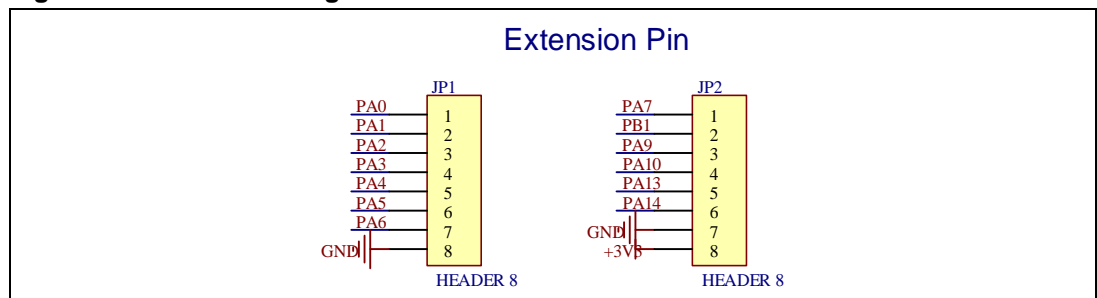 Extension Pin
JP1
PA0 1
PA1 2
PA2 3
PA3 4
PA4 5
PA5 6
PA6 7
GND 8
HEADER 8
JP2
PA7 1
PB1 2
PA9 3
PA10 4
PA13 5
PA14 6
GND 7
+3V3 8
HEADER 8